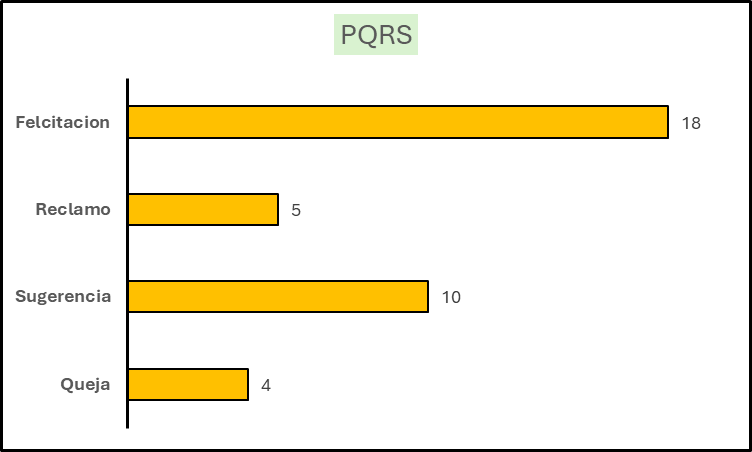 PQRS
Felcitacion 18
Reclamo 5
Sugerencia 10
Queja 4